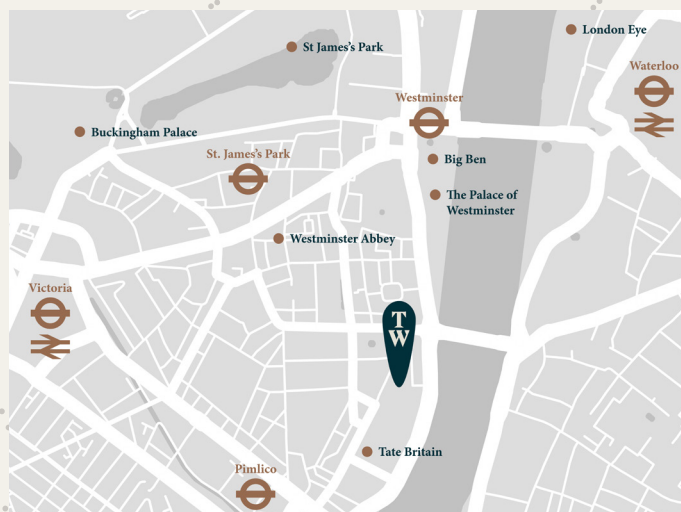 London Eye
St James's Park
Waterloo
Westminster
Buckingham Palace
St. James's Park
Big Ben
The Palace of
Westminster
Westminster Abbey
Victoria
T
W
Tate Britain
Pimlico